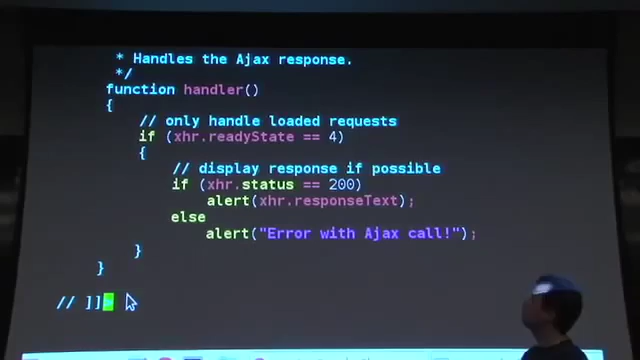 * Handles the Ajax response.
*/
function handler()
{
// only handle loaded requests
if (xhr.readyState == 4)
{
// display response if possible
if (xhr.status == 200)
alert(xhr.responseText);
else
alert("Error with Ajax call!");
}
}
// ]]>